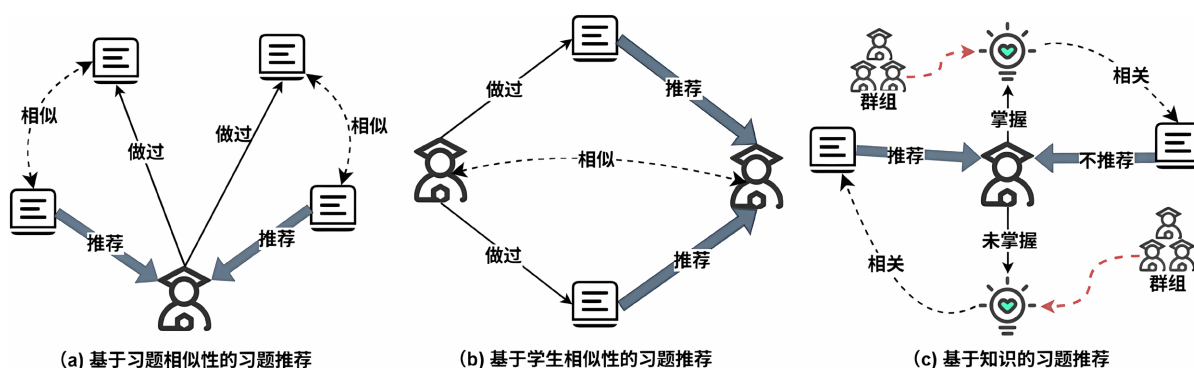 相似
做过
做过
相似
推荐
推荐
(a) 基于习题相似性的习题推荐
做过
推荐
相似
做过
推荐
(b) 基于学生相似性的习题推荐
群组
相关
掌握
推荐
不推荐
未掌握
相关
群组
(c) 基于知识的习题推荐